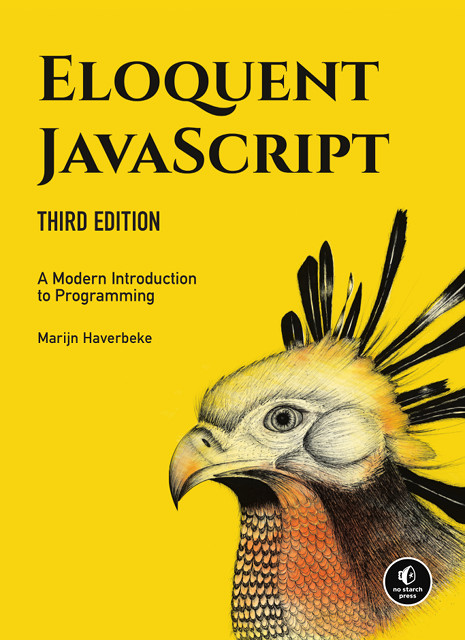 ELOQUENT
JAVASCRIPT
THIRD EDITION
A Modern Introduction
to Programming
Marijn Haverbeke
no starch
press